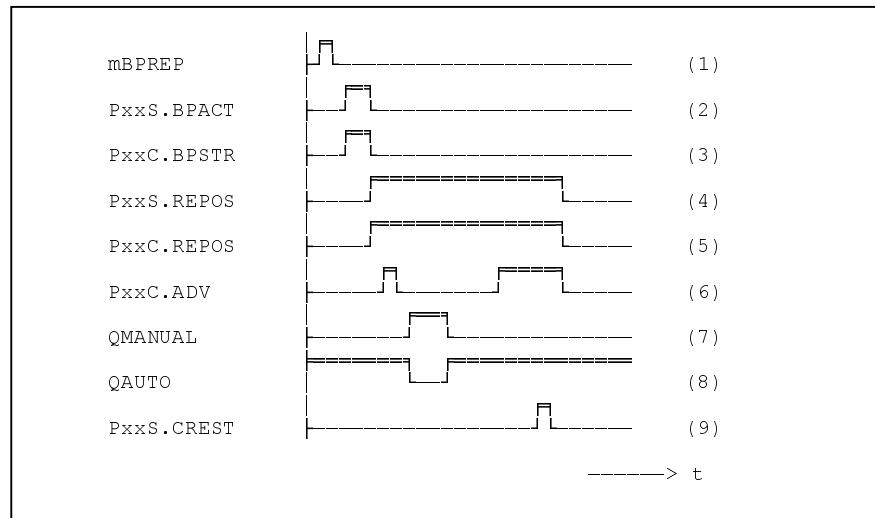 mBPREP (1)
PxxS.BPACT (2)
PxxC.BPSTR (3)
PxxS.REPOS (4)
PxxC.REPOS (5)
PxxC.ADV (6)
QMANUAL (7)
QAUTO (8)
PxxS.CREST (9)
------> t